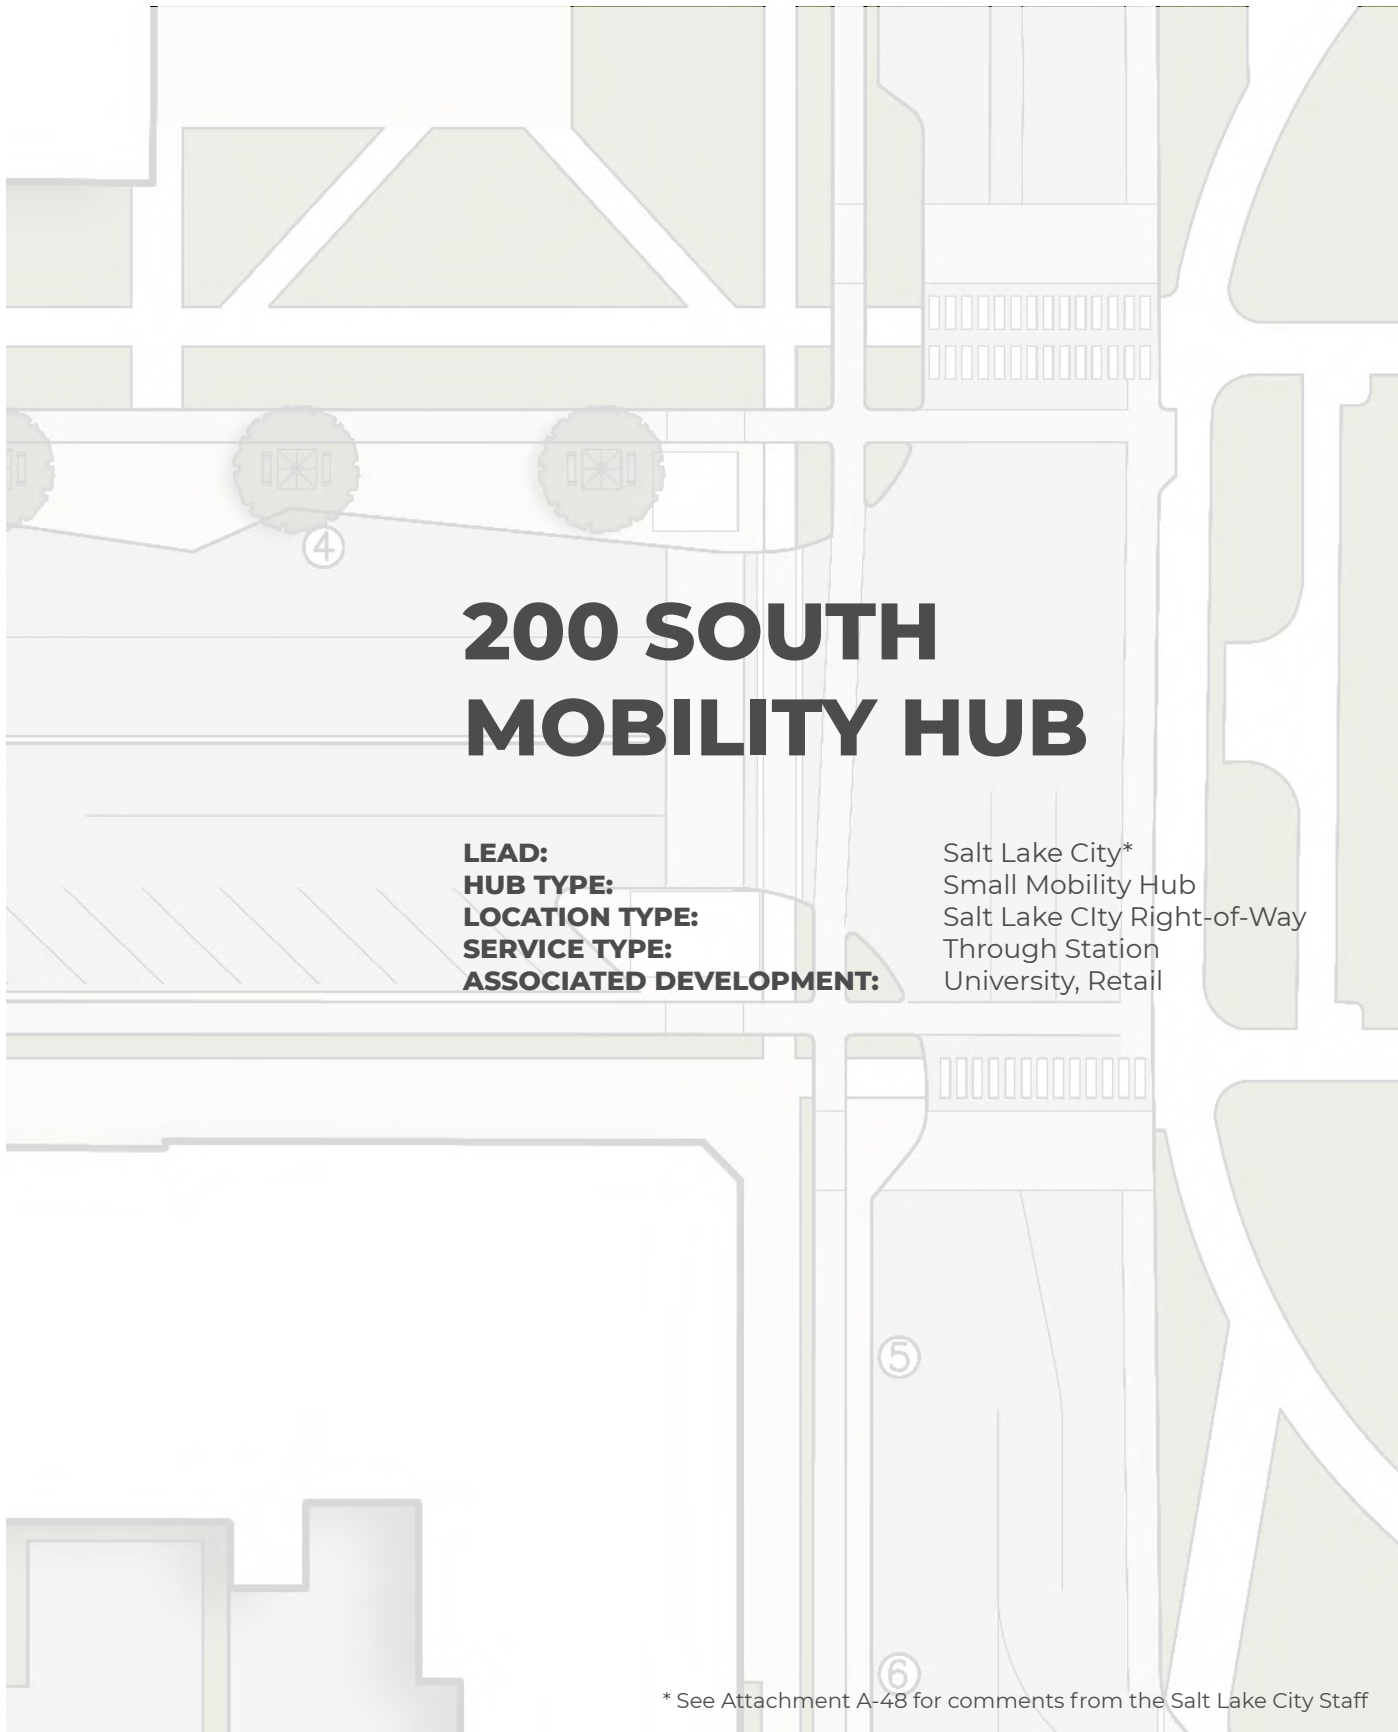 4
200 SOUTH
MOBILITY HUB
LEAD: Salt Lake City*
HUB TYPE: Small Mobility Hub
LOCATION TYPE: Salt Lake CIty Right-of-Way
SERVICE TYPE: Through Station
ASSOCIATED DEVELOPMENT: University, Retail
5
6
* See Attachment A-48 for comments from the Salt Lake City Staff